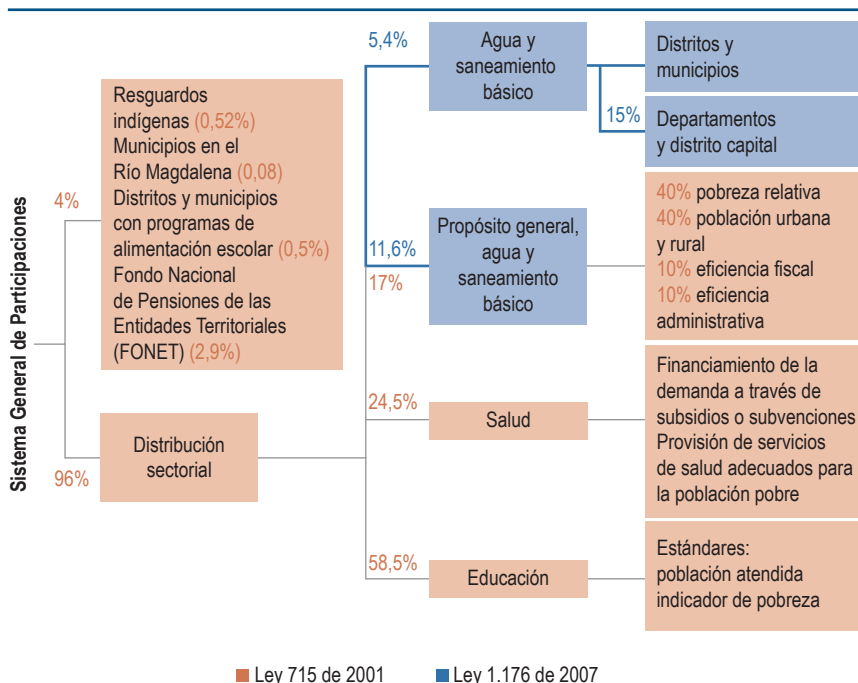 Sistema General de Participaciones
4%
Resguardos
indígenas (0,52%)
Municipios en el
Río Magdalena (0,08)
Distritos y municipios
con programas de
alimentación escolar (0,5%)
Fondo Nacional
de Pensiones de las
Entidades Territoriales
(FONET) (2,9%)
96%
Distribución
sectorial
5,4%
Agua y
saneamiento
básico
Distritos y
municipios
15%
Departamentos
y distrito capital
11,6%
17%
Propósito general,
agua y
saneamiento
básico
40% pobreza relativa
40% población urbana
y rural
10% eficiencia fiscal
10% eficiencia
administrativa
24,5%
Salud
Financiamiento de la
demanda a través de
subsidios o subvenciones
Provisión de servicios
de salud adecuados para
la población pobre
58,5%
Educación
Estándares:
población atendida
indicador de pobreza
Ley 715 de 2001
Ley 1.176 de 2007